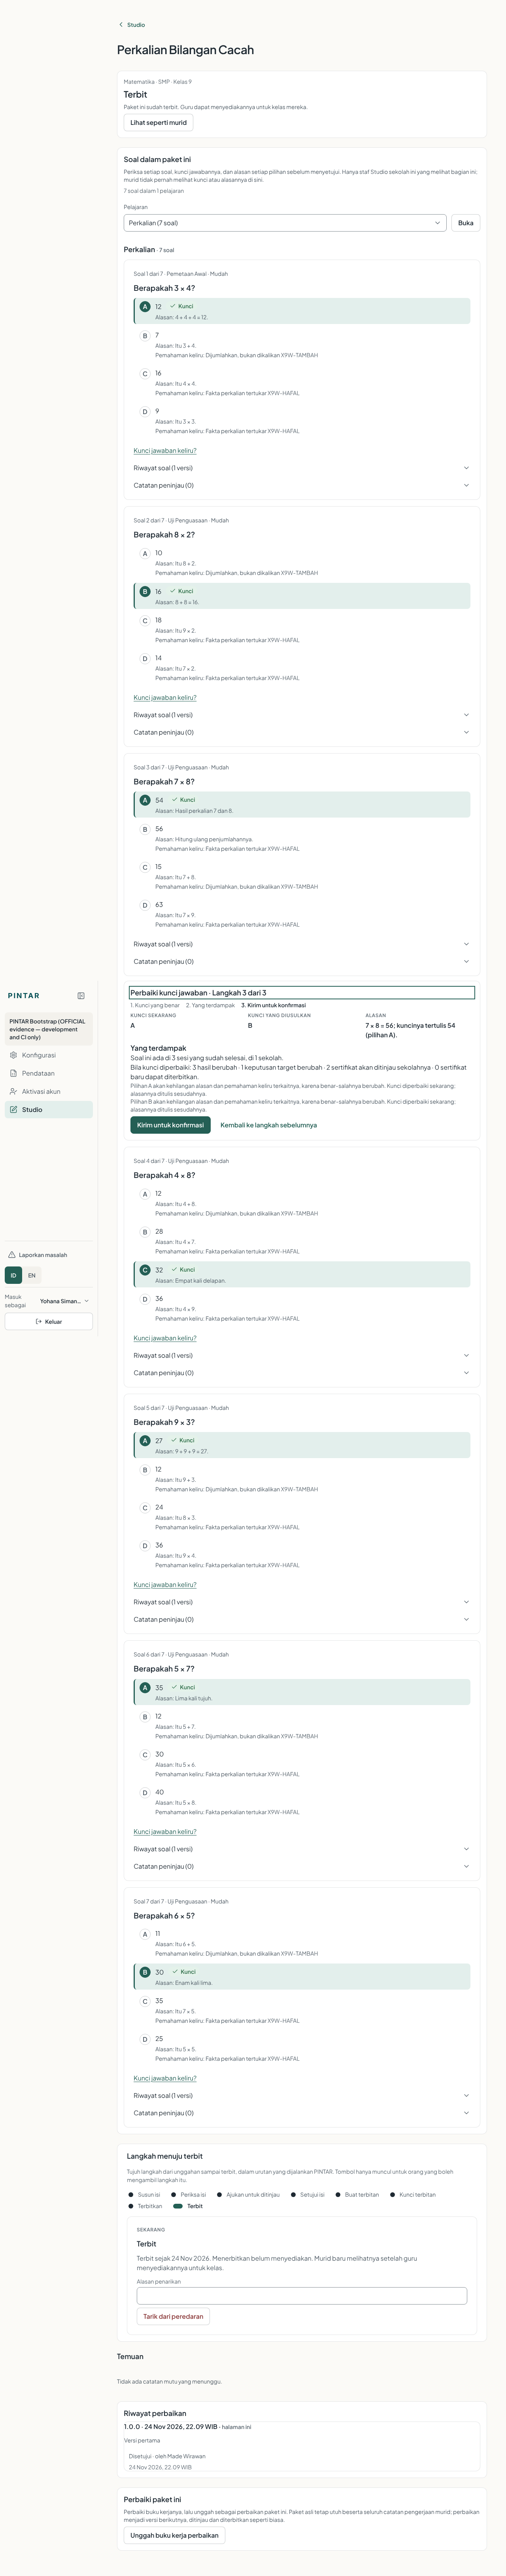 Studio
Perkalian Bilangan Cacah
Matematika · SMP · Kelas 9
Terbit
Paket ini sudah terbit. Guru dapat menyediakannya untuk kelas mereka.
Lihat seperti murid
Soal dalam paket ini
Periksa setiap soal, kunci jawabannya, dan alasan setiap pilihan sebelum menyetujui. Hanya staf Studio sekolah ini yang melihat bagian ini;
murid tidak pernah melihat kunci atau alasannya di sini.
7 soal dalam 1 pelajaran
Pelajaran
Perkalian (7 soal)
Buka
Perkalian · 7 soal
Soal 1 dari 7 · Pemetaan Awal · Mudah
Berapakah 3 × 4?
A 12 Kunci
Alasan: 4 + 4 + 4 = 12.
B 7
Alasan: Itu 3 + 4.
Pemahaman keliru: Dijumlahkan, bukan dikalikan X9W-TAMBAH
C 16
Alasan: Itu 4 × 4.
Pemahaman keliru: Fakta perkalian tertukar X9W-HAFAL
D 9
Alasan: Itu 3 × 3.
Pemahaman keliru: Fakta perkalian tertukar X9W-HAFAL
Kunci jawaban keliru?
Riwayat soal (1 versi)
Catatan peninjau (0)
Soal 2 dari 7 · Uji Penguasaan · Mudah
Berapakah 8 × 2?
A 10
Alasan: Itu 8 + 2.
Pemahaman keliru: Dijumlahkan, bukan dikalikan X9W-TAMBAH
B 16 Kunci
Alasan: 8 + 8 = 16.
C 18
Alasan: Itu 9 × 2.
Pemahaman keliru: Fakta perkalian tertukar X9W-HAFAL
D 14
Alasan: Itu 7 × 2.
Pemahaman keliru: Fakta perkalian tertukar X9W-HAFAL
Kunci jawaban keliru?
Riwayat soal (1 versi)
Catatan peninjau (0)
Soal 3 dari 7 · Uji Penguasaan · Mudah
Berapakah 7 × 8?
A 54 Kunci
Alasan: Hasil perkalian 7 dan 8.
B 56
Alasan: Hitung ulang penjumlahannya.
Pemahaman keliru: Fakta perkalian tertukar X9W-HAFAL
C 15
Alasan: Itu 7 + 8.
Pemahaman keliru: Dijumlahkan, bukan dikalikan X9W-TAMBAH
D 63
Alasan: Itu 7 × 9.
Pemahaman keliru: Fakta perkalian tertukar X9W-HAFAL
Riwayat soal (1 versi)
Catatan peninjau (0)
Perbaiki kunci jawaban · Langkah 3 dari 3
1. Kunci yang benar 2. Yang terdampak 3. Kirim untuk konfirmasi
KUNCI SEKARANG KUNCI YANG DIUSULKAN ALASAN
A B 7 × 8 = 56; kuncinya tertulis 54
(pilihan A).
Yang terdampak
Soal ini ada di 3 sesi yang sudah selesai, di 1 sekolah.
Bila kunci diperbaiki: 3 hasil berubah · 1 keputusan target berubah · 2 sertifikat akan ditinjau sekolahnya · 0 sertifikat
baru dapat diterbitkan.
Pilihan A akan kehilangan alasan dan pemahaman keliru terkaitnya, karena benar-salahnya berubah. Kunci diperbaiki sekarang;
alasannya ditulis sesudahnya.
Pilihan B akan kehilangan alasan dan pemahaman keliru terkaitnya, karena benar-salahnya berubah. Kunci diperbaiki sekarang;
alasannya ditulis sesudahnya.
Kirim untuk konfirmasi
Kembali ke langkah sebelumnya
PINTAR
PINTAR Bootstrap (OFFICIAL
evidence — development
and CI only)
Konfigurasi
Pendataan
Aktivasi akun
Studio
Laporkan masalah
ID EN
Masuk
sebagai
Yohana Siman...
Keluar
Soal 4 dari 7 · Uji Penguasaan · Mudah
Berapakah 4 × 8?
A 12
Alasan: Itu 4 + 8.
Pemahaman keliru: Dijumlahkan, bukan dikalikan X9W-TAMBAH
B 28
Alasan: Itu 4 × 7.
Pemahaman keliru: Fakta perkalian tertukar X9W-HAFAL
C 32 Kunci
Alasan: Empat kali delapan.
D 36
Alasan: Itu 4 × 9.
Pemahaman keliru: Fakta perkalian tertukar X9W-HAFAL
Kunci jawaban keliru?
Riwayat soal (1 versi)
Catatan peninjau (0)
Soal 5 dari 7 · Uji Penguasaan · Mudah
Berapakah 9 × 3?
A 27 Kunci
Alasan: 9 + 9 + 9 = 27.
B 12
Alasan: Itu 9 + 3.
Pemahaman keliru: Dijumlahkan, bukan dikalikan X9W-TAMBAH
C 24
Alasan: Itu 8 × 3.
Pemahaman keliru: Fakta perkalian tertukar X9W-HAFAL
D 36
Alasan: Itu 9 × 4.
Pemahaman keliru: Fakta perkalian tertukar X9W-HAFAL
Kunci jawaban keliru?
Riwayat soal (1 versi)
Catatan peninjau (0)
Soal 6 dari 7 · Uji Penguasaan · Mudah
Berapakah 5 × 7?
A 35 Kunci
Alasan: Lima kali tujuh.
B 12
Alasan: Itu 5 + 7.
Pemahaman keliru: Dijumlahkan, bukan dikalikan X9W-TAMBAH
C 30
Alasan: Itu 5 × 6.
Pemahaman keliru: Fakta perkalian tertukar X9W-HAFAL
D 40
Alasan: Itu 5 × 8.
Pemahaman keliru: Fakta perkalian tertukar X9W-HAFAL
Kunci jawaban keliru?
Riwayat soal (1 versi)
Catatan peninjau (0)
Soal 7 dari 7 · Uji Penguasaan · Mudah
Berapakah 6 × 5?
A 11
Alasan: Itu 6 + 5.
Pemahaman keliru: Dijumlahkan, bukan dikalikan X9W-TAMBAH
B 30 Kunci
Alasan: Enam kali lima.
C 35
Alasan: Itu 7 × 5.
Pemahaman keliru: Fakta perkalian tertukar X9W-HAFAL
D 25
Alasan: Itu 5 × 5.
Pemahaman keliru: Fakta perkalian tertukar X9W-HAFAL
Kunci jawaban keliru?
Riwayat soal (1 versi)
Catatan peninjau (0)
Langkah menuju terbit
Tujuh langkah dari unggahan sampai terbit, dalam urutan yang dijalankan PINTAR. Tombol hanya muncul untuk orang yang boleh
mengambil langkah itu.
Susun isi Periksa isi Ajukan untuk ditinjau Setujui isi Buat terbitan Kunci terbitan
Terbitkan Terbit
SEKARANG
Terbit
Terbit sejak 24 Nov 2026. Menerbitkan belum menyediakan. Murid baru melihatnya setelah guru
menyediakannya untuk kelas.
Alasan penarikan
Tarik dari peredaran
Temuan
Tidak ada catatan mutu yang menunggu.
Riwayat perbaikan
1.0.0 · 24 Nov 2026, 22.09 WIB · halaman ini
Versi pertama
Disetujui · oleh Made Wirawan
24 Nov 2026, 22.09 WIB
Perbaiki paket ini
Perbaiki buku kerjanya, lalu unggah sebagai perbaikan paket ini. Paket asli tetap utuh beserta seluruh catatan pengerjaan murid; perbaikan
menjadi versi berikutnya, ditinjau dan diterbitkan seperti biasa.
Unggah buku kerja perbaikan